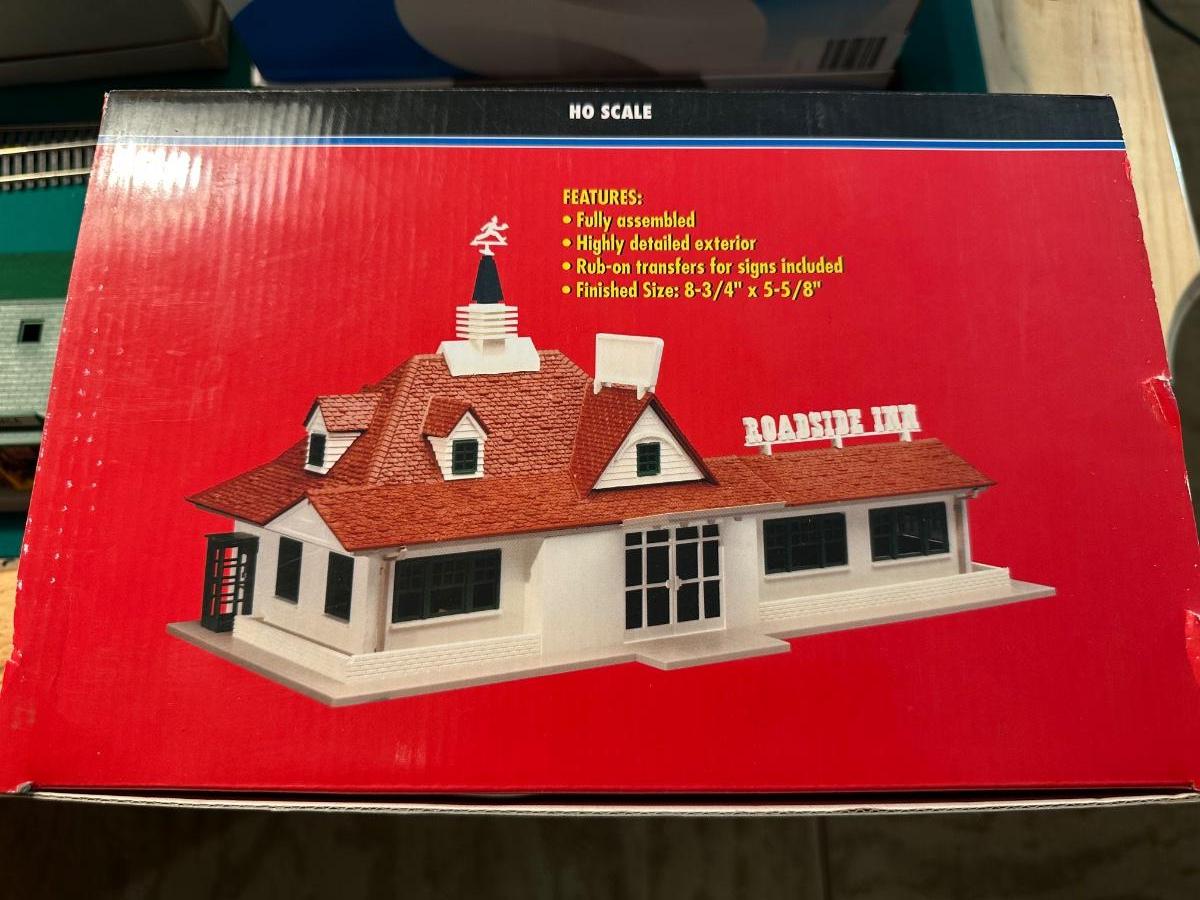 HO SCALE
FEATURES:
• Fully assembled
• Highly detailed exterior
• Rub-on transfers for signs included
• Finished Size: 8-3/4" x 5-5/8"
ROADSIDE INN